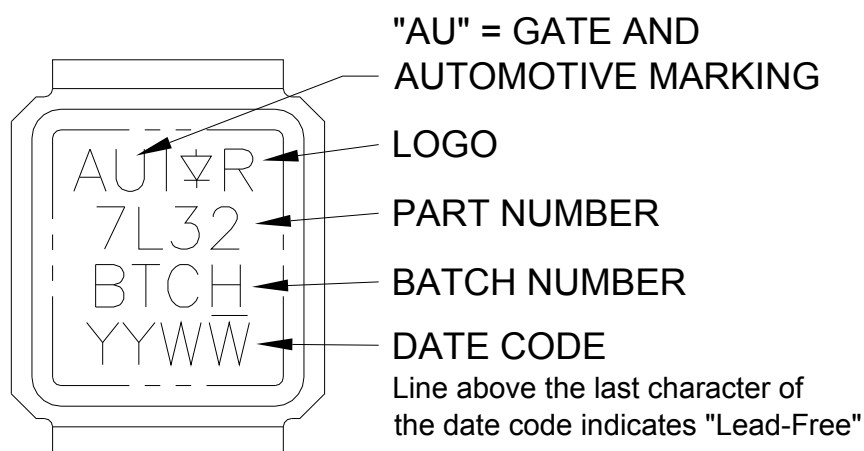 "AU" = GATE AND
AUTOMOTIVE MARKING
AUI R
LOGO
7L32
PART NUMBER
BTCH
BATCH NUMBER
YYWW
DATE CODE
Line above the last character of
the date code indicates "Lead-Free"